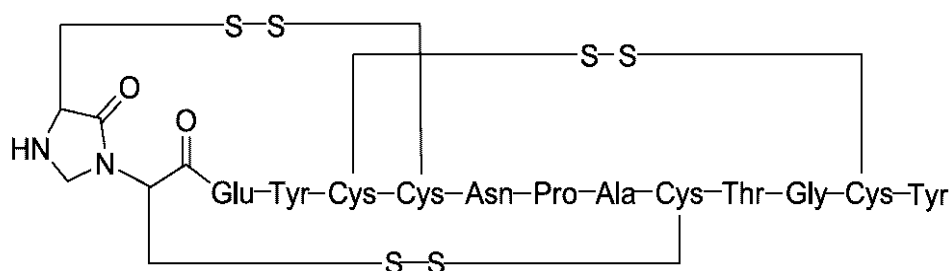 S-S
S-S
O
O
HN
N
Glu-Tyr-Cys-Cys-Asn-Pro-Ala-Cys-Thr-Gly-Cys-Tyr
S-S